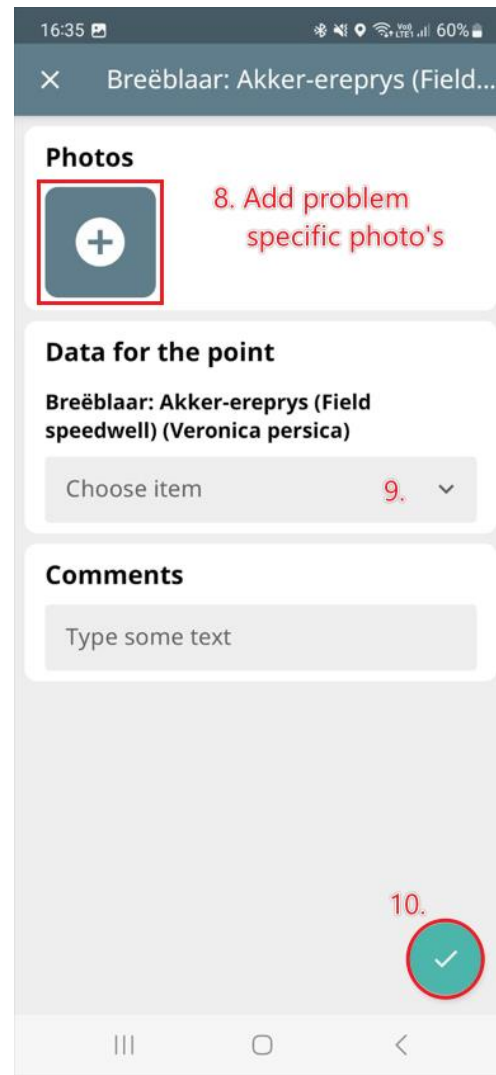 16:35 60%
Breëblaar: Akker-ereprys (Field...
Photos
8. Add problem
specific photo's
Data for the point
Breëblaar: Akker-ereprys (Field
speedwell) (Veronica persica)
Choose item 9.
Comments
Type some text
10.